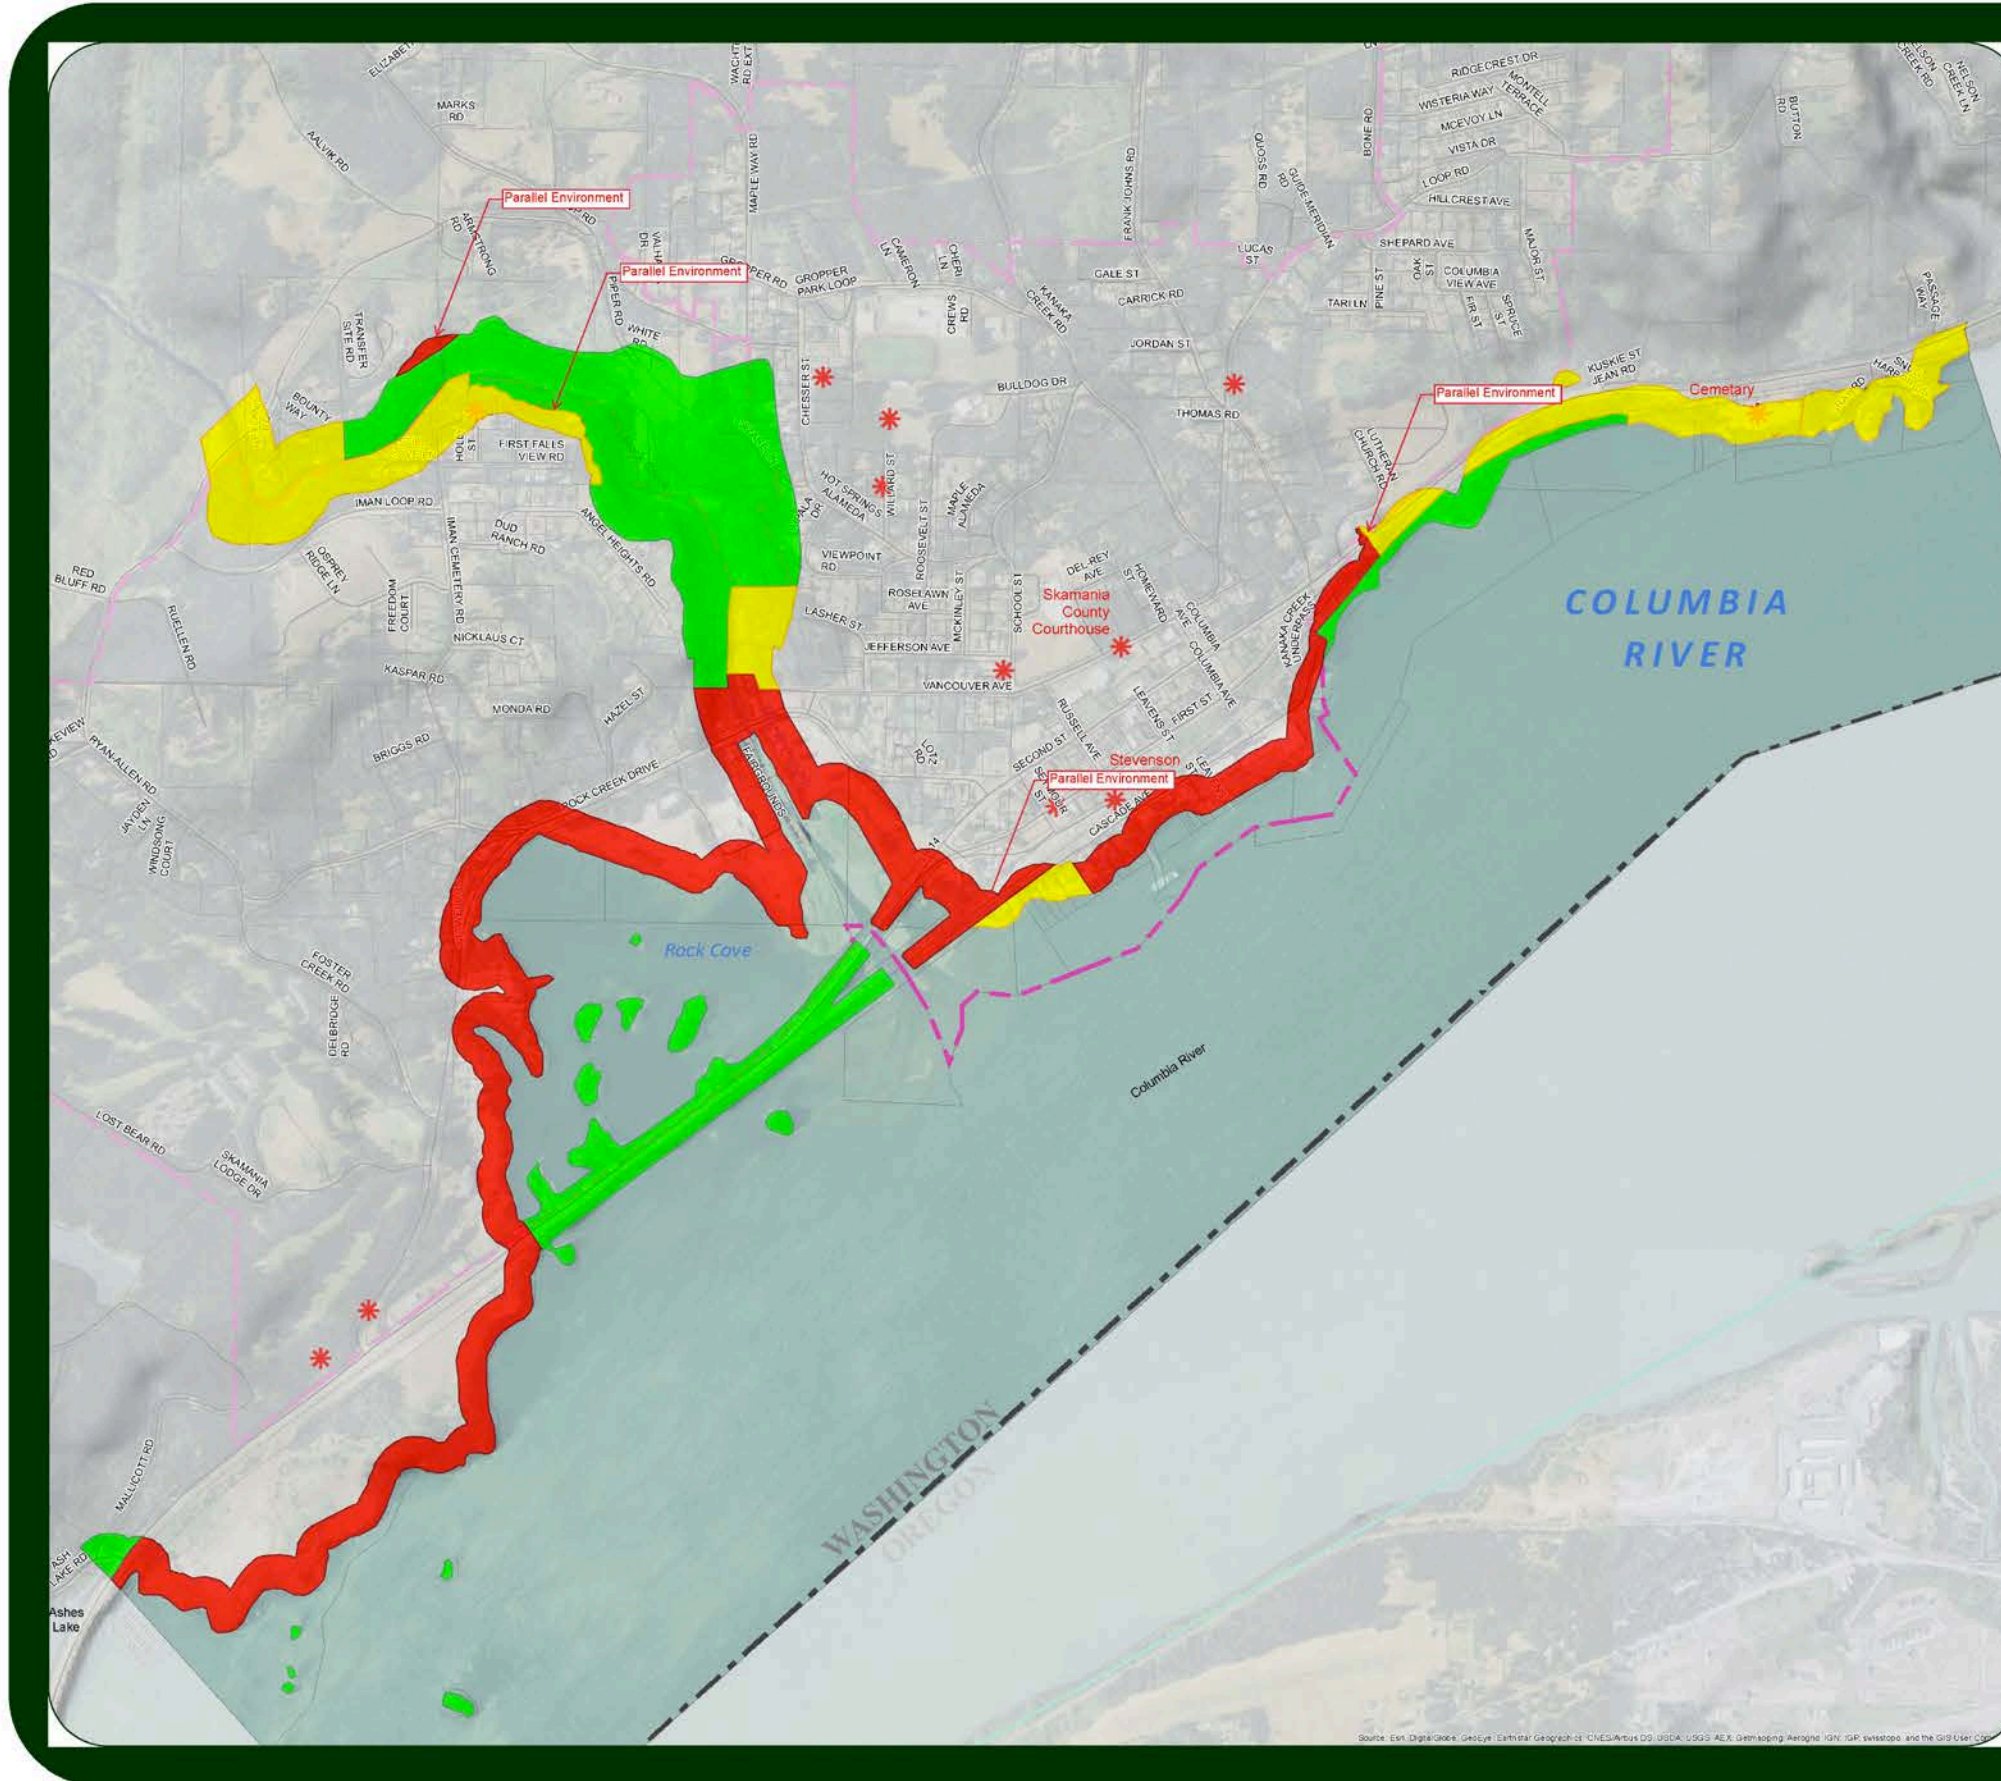 MARKS
RD
AALVIK RD
MAPLE WAY RD
FRANK JOHNS RD
QUOSS RD
GUIDE-MERIDIAN
RD
BONE RD
RIDGECREST DR
WISTERIA WAY
MONTELL
TERRACE
MCEVOY LN
VISTA DR
LOOP RD
HILLCREST AVE
BUTTON
RD
NELSON
CREEK LN
Parallel Environment
ARMSTRONG
RD
Parallel Environment
PIPER RD
WHITE
RD
GROPPER
PARK LOOP
CAMERON
LN
CHERI
LN
CREWS
RD
KANAKA
CREEK RD
GALE ST
CARRICK RD
LUCAS
ST
SHEPARD AVE
OAK
ST
COLUMBIA
VIEW AVE
MAJOR ST
TARI LN
PINE ST
FIR ST
SPRUCE
ST
PASSAGE
WAY
TRANSFER
SITE RD
JORDAN ST
KUSKIE ST
JEAN RD
BOUNTY
WAY
CHESSER ST
BULLDOG DR
THOMAS RD
Parallel Environment
Cemetary
FIRST FALLS
VIEW RD
LUTHERAN
CHURCH RD
IMAN LOOP RD
HOT SPRINGS
ALAMEDA
WILLARD ST
MAPLE
ALAMEDA
ROOSEVELT ST
DUD
RANCH RD
IMAN CEMETERY RD
ANGEL HEIGHTS RD
VIEWPOINT
RD
OSPREY
RIDGE LN
RED
BLUFF RD
FREEDOM
COURT
RUELLEN RD
ROSELAWN
AVE
MCKINLEY ST
SCHOOL ST
DEL-REY
AVE
HOMEWARD
ST
Skamania
County
Courthouse
COLUMBIA
AVE
COLUMBIA AVE
KANAKA CREEK
UNDERPASS
COLUMBIA
RIVER
LASHER ST
JEFFERSON AVE
NICKLAUS CT
KASPAR RD
VANCOUVER AVE
MONDA RD
HAZEL ST
BRIGGS RD
RYAN-ALLEN RD
JAYDEN
LN
WINDSONG
COURT
LOTZ
RD
RUSSELL AVE
LEAVENS ST
FIRST ST
SECOND ST
Stevenson
Parallel Environment
CASCADE AVE
ROCK CREEK DRIVE
FAIRGROUNDS
14
Rock Cove
FOSTER
CREEK RD
DELBRIDGE
RD
Columbia River
LOST BEAR RD
SKAMANIA
LODGE DR
MALLICOTT RD
ASH
LAKE RD
Ashes
Lake
WASHINGTON
OREGON